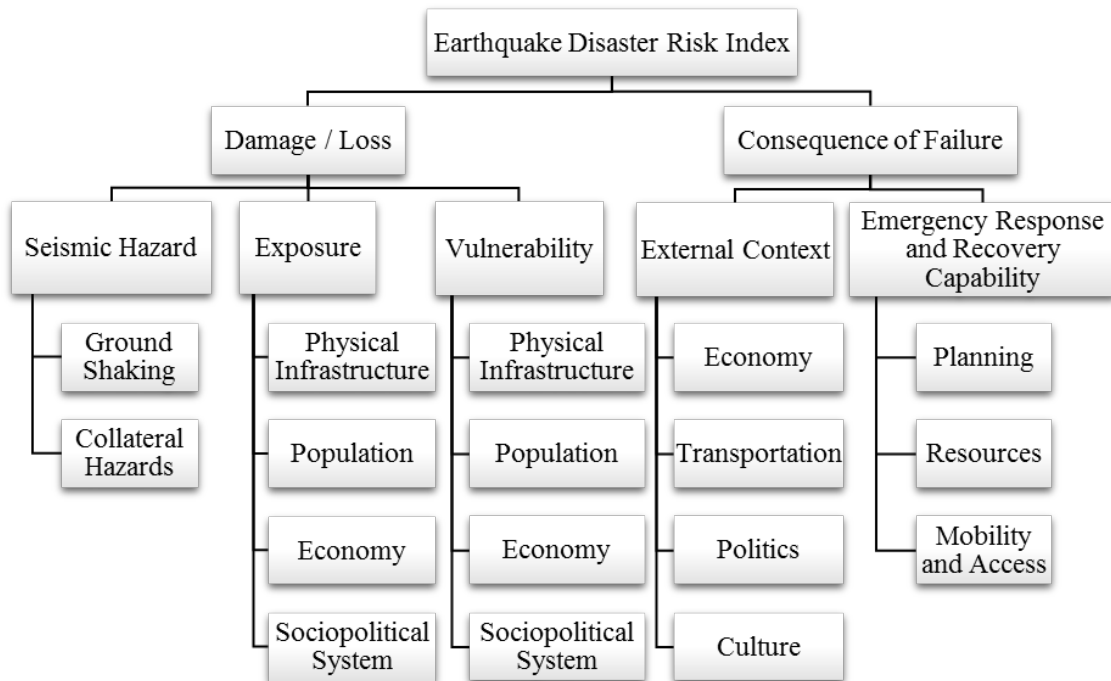 Earthquake Disaster Risk Index
Damage / Loss
Consequence of Failure
Seismic Hazard
Exposure
Vulnerability
External Context
Emergency Response
and Recovery
Capability
Ground
Shaking
Collateral
Hazards
Physical
Infrastructure
Population
Economy
Sociopolitical
System
Physical
Infrastructure
Population
Economy
Sociopolitical
System
Economy
Transportation
Politics
Culture
Planning
Resources
Mobility
and Access